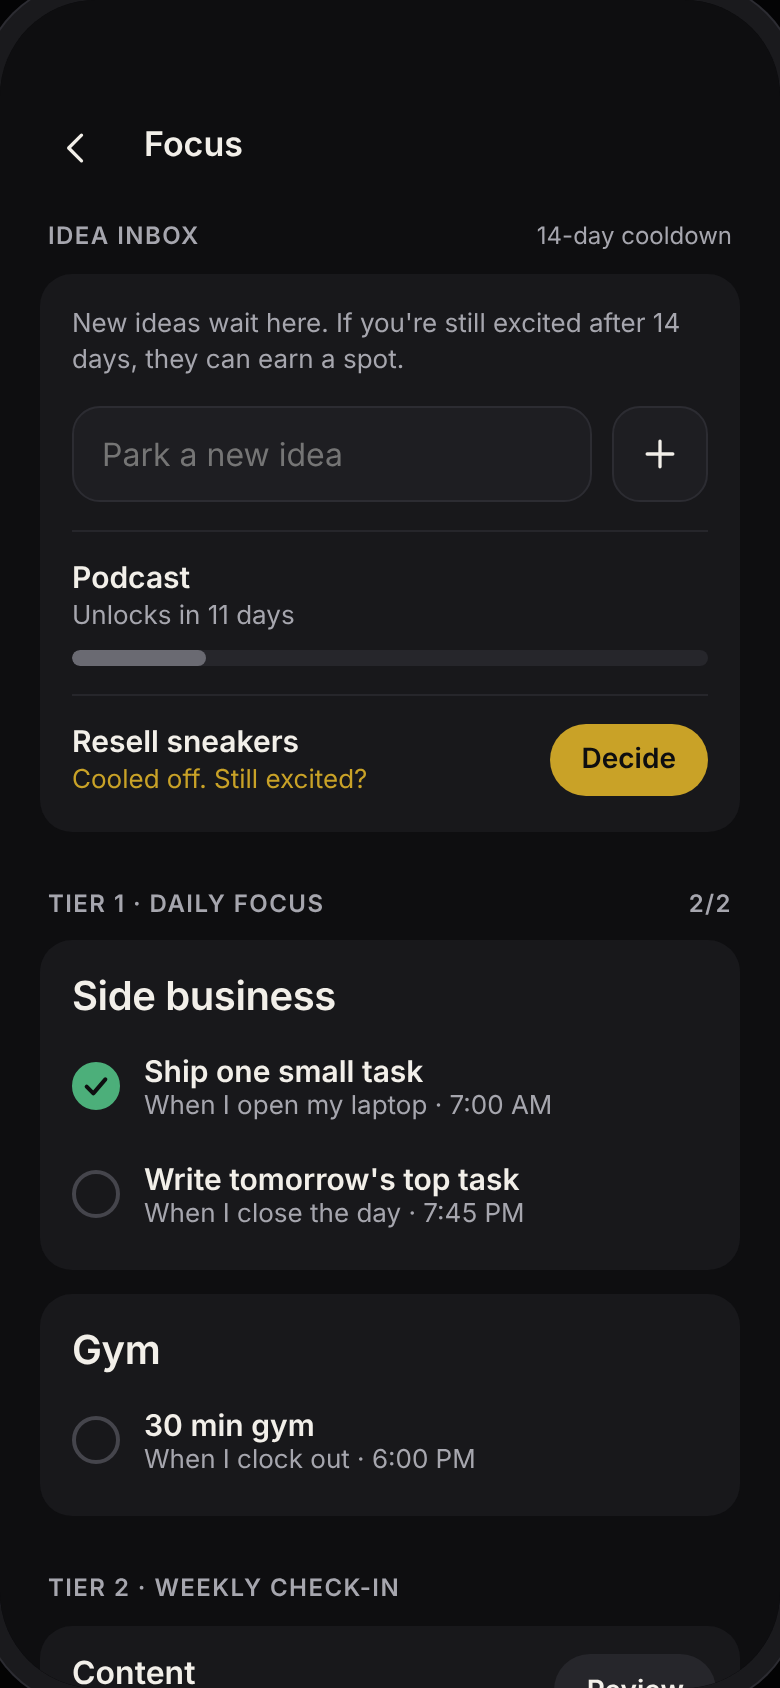 Focus
IDEA INBOX
14-day cooldown
New ideas wait here. If you're still excited after 14
days, they can earn a spot.
Park a new idea
Podcast
Unlocks in 11 days
Resell sneakers
Cooled off. Still excited?
Decide
TIER 1 · DAILY FOCUS
2/2
Side business
Ship one small task
When I open my laptop · 7:00 AM
Write tomorrow's top task
When I close the day · 7:45 PM
Gym
30 min gym
When I clock out · 6:00 PM
TIER 2 · WEEKLY CHECK-IN
Content
Review